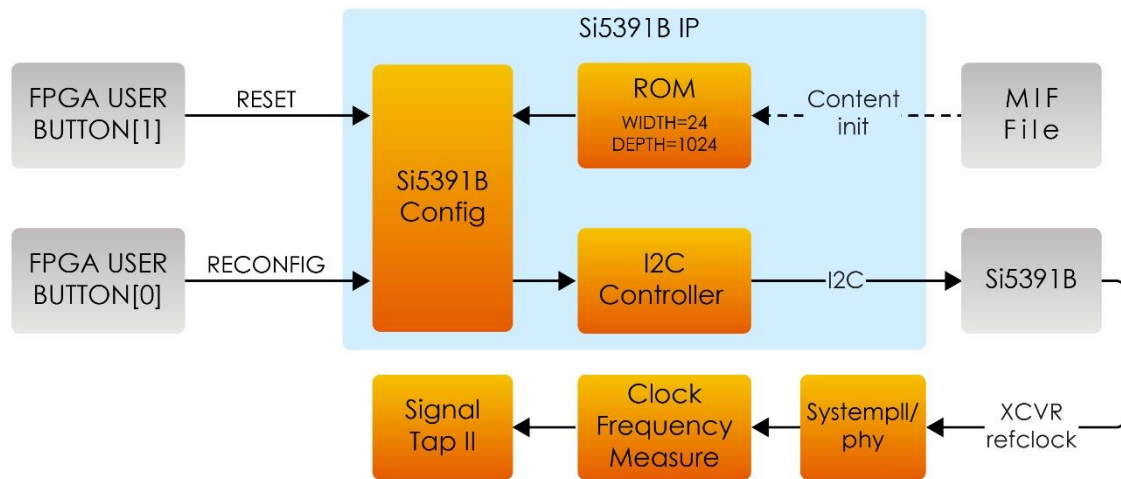 Si5391B IP
FPGA USER
BUTTON[1]
RESET
Si5391B
Config
ROM
WIDTH=24
DEPTH=1024
Content
init
MIF
File
FPGA USER
BUTTON[0]
RECONFIG
I2C
Controller
I2C
Si5391B
Signal
Tap II
Clock
Frequency
Measure
Systempll/
phy
XCVR
refclock